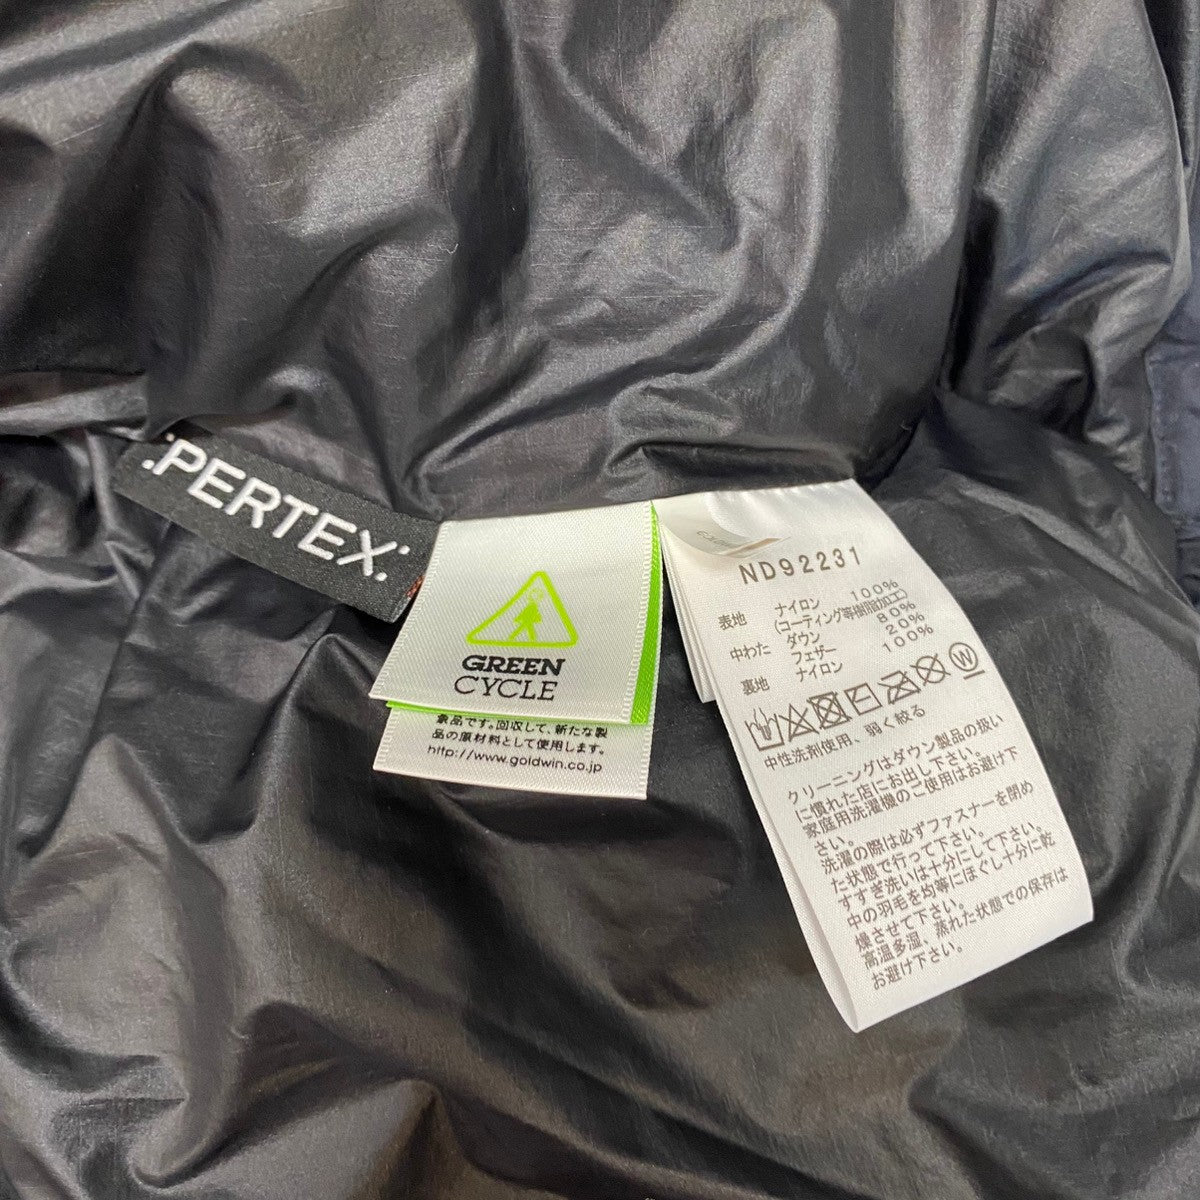 PERTEX
GREEN
CYCLE
象品です。回収して、新たな製
品の原材料として使用します。
http://www.goldwin.co.jp
ND92231
表地 ナイロン 100%
(コーティング等樹脂加工)
中わた ダウン 80%
フェザー 20%
裏地 ナイロン 100%
W
中性洗剤使用、弱く絞る
クリーニングはダウン製品の扱い
に慣れた店にお出し下さい。
家庭用洗濯機のご使用はお避け下
さい。
洗濯の際は必ずファスナーを閉め
た状態で行って下さい。
すすぎ洗いは十分にして下さい。
中の羽毛を均等にほぐし十分に乾
燥させて下さい。
高温多湿、蒸れた状態での保存は
お避け下さい。